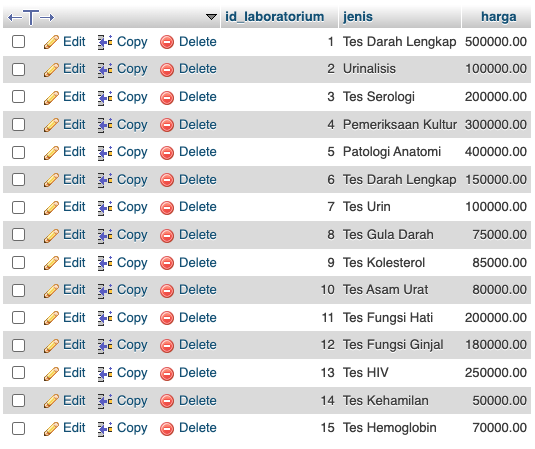 id_laboratorium jenis harga
Edit Copy Delete 1 Tes Darah Lengkap 500000.00
Edit Copy Delete 2 Urinalisis 100000.00
Edit Copy Delete 3 Tes Serologi 200000.00
Edit Copy Delete 4 Pemeriksaan Kultur 300000.00
Edit Copy Delete 5 Patologi Anatomi 400000.00
Edit Copy Delete 6 Tes Darah Lengkap 150000.00
Edit Copy Delete 7 Tes Urin 100000.00
Edit Copy Delete 8 Tes Gula Darah 75000.00
Edit Copy Delete 9 Tes Kolesterol 85000.00
Edit Copy Delete 10 Tes Asam Urat 80000.00
Edit Copy Delete 11 Tes Fungsi Hati 200000.00
Edit Copy Delete 12 Tes Fungsi Ginjal 180000.00
Edit Copy Delete 13 Tes HIV 250000.00
Edit Copy Delete 14 Tes Kehamilan 50000.00
Edit Copy Delete 15 Tes Hemoglobin 70000.00